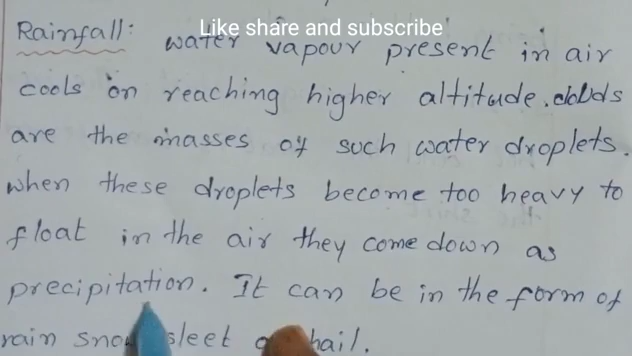 Like share and subscribe
Rainfall: water vapour present in air
cools on reaching higher altitude. clouds
are the masses of such water droplets.
when these droplets become too heavy to
float in the air they come down as
precipitation. It can be in the form of
rain snow sleet hail.